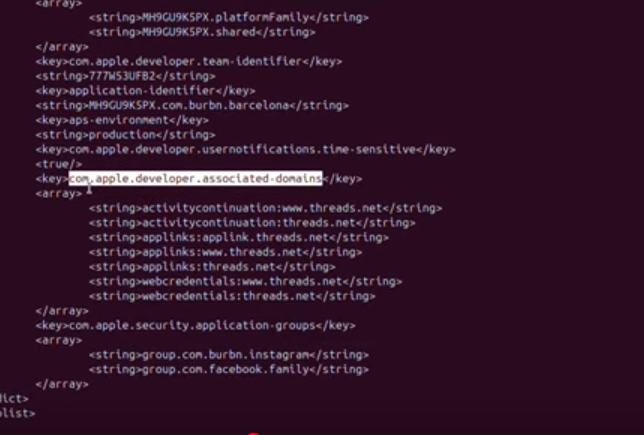 <array>
<string>MH9GU9K5PX.platformFamily</string>
<string>MH9GU9K5PX.shared</string>
</array>
<key>com.apple.developer.team-identifier</key>
<string>777W53UFB2</string>
<key>application-identifier</key>
<string>MH9GU9K5PX.com.burbn.barcelona</string>
<key>aps-environment</key>
<string>production</string>
<key>com.apple.developer.usernotifications.time-sensitive</key>
<true/>
<key>com.apple.developer.associated-domains</key>
<array>
<string>activitycontinuation:www.threads.net</string>
<string>activitycontinuation:threads.net</string>
<string>applinks:applink.threads.net</string>
<string>applinks:www.threads.net</string>
<string>applinks:threads.net</string>
<string>webcredentials:www.threads.net</string>
<string>webcredentials:threads.net</string>
</array>
<key>com.apple.security.application-groups</key>
<array>
<string>group.com.burbn.instagram</string>
<string>group.com.facebook.family</string>
</array>
ict>
list>